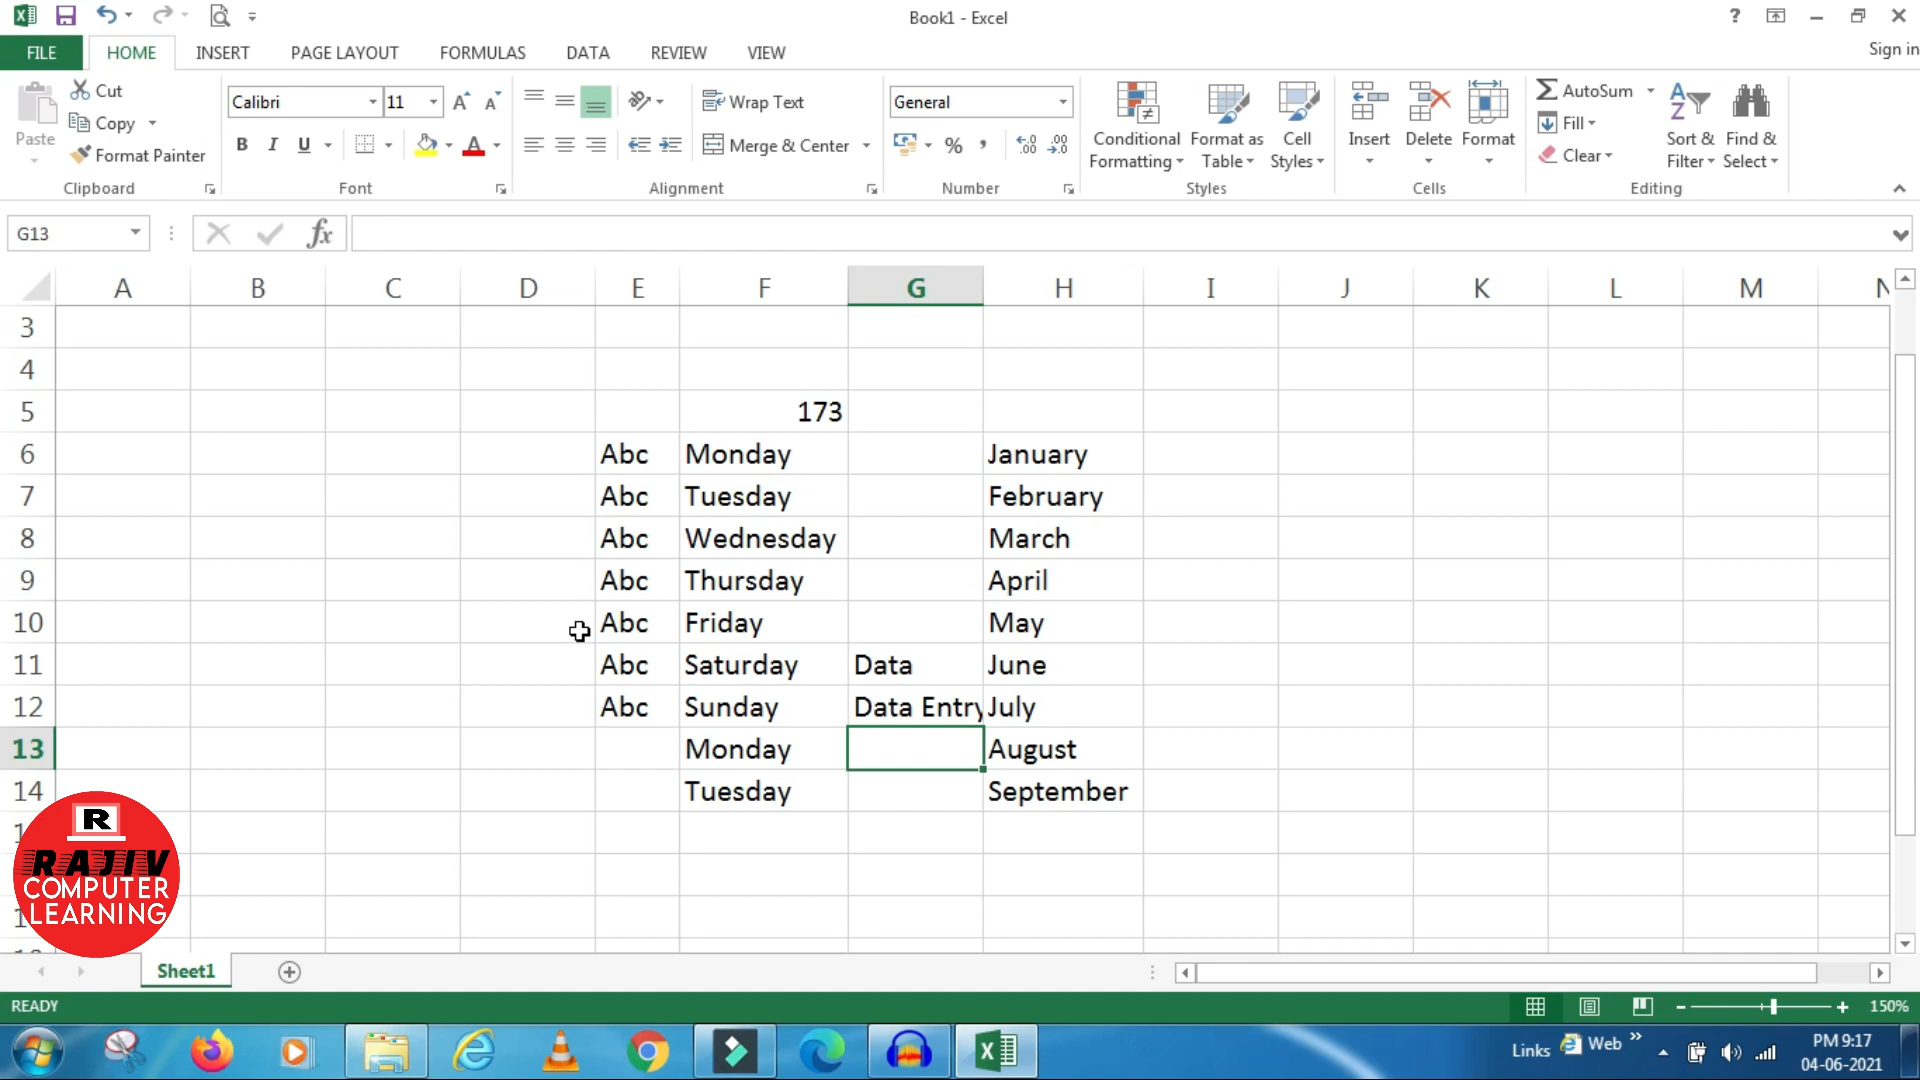 Book1 - Excel
?
Sign in
FILE HOME INSERT PAGE LAYOUT FORMULAS DATA REVIEW VIEW
Paste
Cut
Copy
Format Painter
Clipboard
Calibri 11
B I U
Font
Wrap Text
Merge & Center
Alignment
General
%
Number
Conditional Formatting
Format as Table
Cell Styles
Styles
Insert
Delete
Format
Cells
AutoSum
Fill
Clear
Sort & Filter
Find & Select
Editing
G13
fx
A B C D E F G H I J K L M N
3
4
5 173
6 Abc Monday January
7 Abc Tuesday February
8 Abc Wednesday March
9 Abc Thursday April
10 Abc Friday May
11 Abc Saturday Data June
12 Abc Sunday Data Entry July
13 Monday August
14 Tuesday September
R
RAJIV
COMPUTER
LEARNING
Sheet1
READY
150%
Links Web »
PM 9:17
04-06-2021